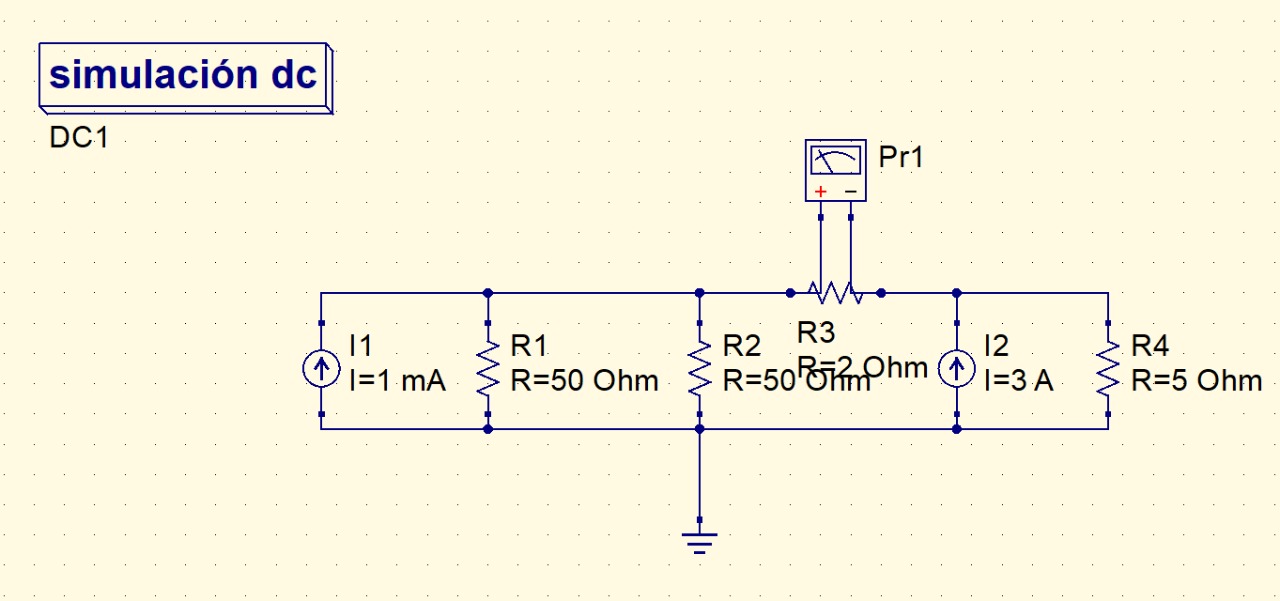 simulación dc
DC1
Pr1
+ −
I1
I=1 mA
R1
R=50 Ohm
R2
R=50 Ohm
R3
R=2 Ohm
I2
I=3 A
R4
R=5 Ohm